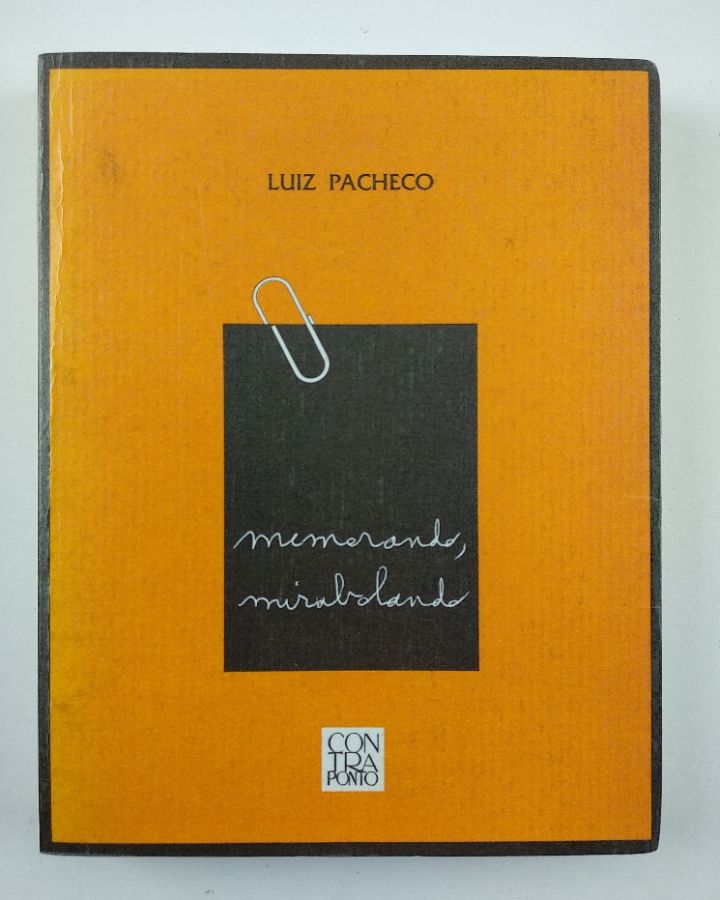 LUIZ PACHECO
memorando,
mirabolando
CON
TRA
PONTO